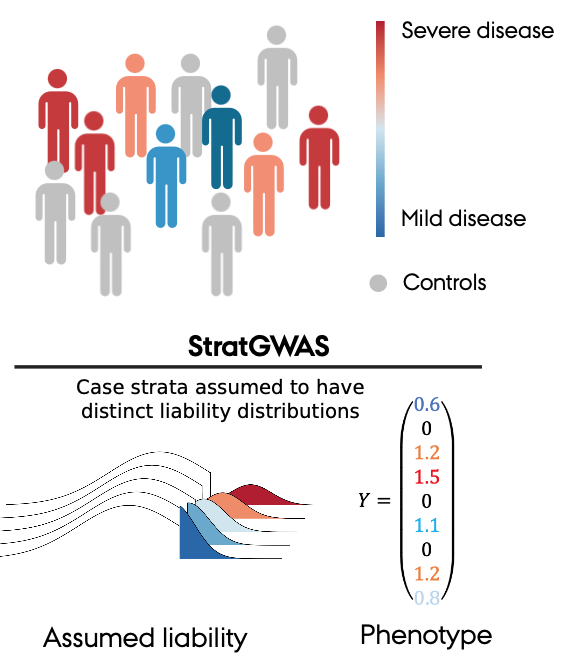 Severe disease
Mild disease
Controls
StratGWAS
Case strata assumed to have
distinct liability distributions
Y =
0.6
0
1.2
1.5
0
1.1
0
1.2
0.8
Assumed liability
Phenotype